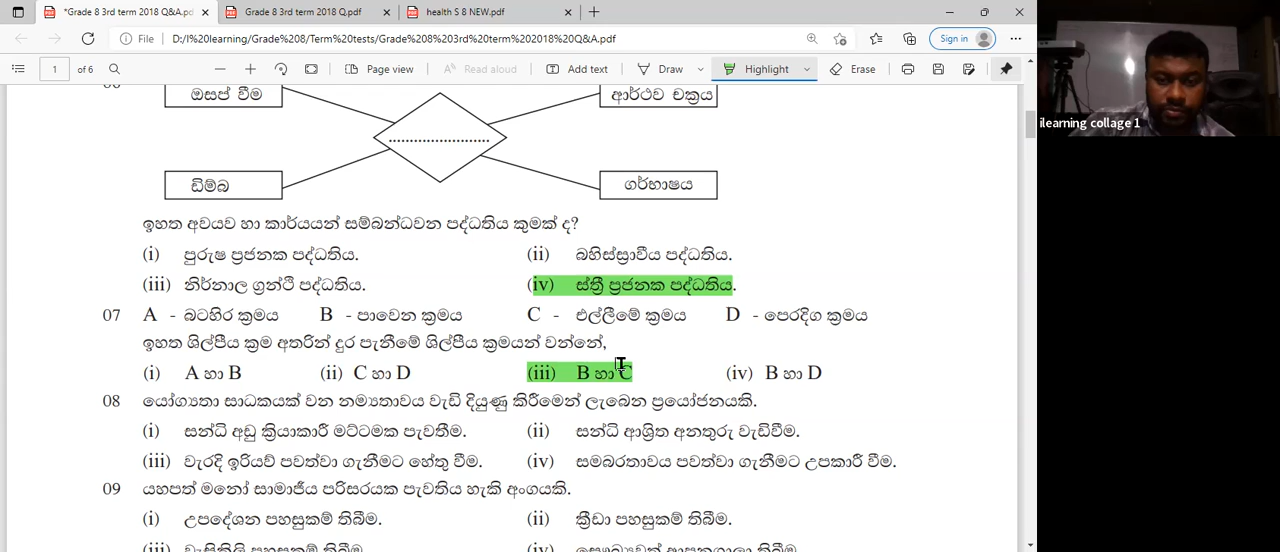 *Grade 8 3rd term 2018 Q&A.pd
Grade 8 3rd term 2018 Q.pdf
health S 8 NEW.pdf
File D:/I%20learning/Grade%208/Term%20tests/Grade%208%203rd%20term%202018%20Q&A.pdf
Sign in
1 of 6
Page view
Read aloud
Add text
Draw
Highlight
Erase
ilearning collage 1
ඔසප් වීම
ආර්ථව චක්‍රය
..........................
ඩිම්බ
ගර්භාෂය
ඉහත අවයව හා කාර්යයන් සම්බන්ධවන පද්ධතිය කුමක් ද?
(i) පුරුෂ ප්‍රජනක පද්ධතිය. (ii) බහිස්ස්‍රාවීය පද්ධතිය.
(iii) නිර්නාල ග්‍රන්ථි පද්ධතිය. (iv) ස්ත්‍රී ප්‍රජනක පද්ධතිය.
07 A - බටහිර ක්‍රමය B - පාවෙන ක්‍රමය C - එල්ලීමේ ක්‍රමය D - පෙරදිග ක්‍රමය
ඉහත ශිල්පීය ක්‍රම අතරින් දුර පැනීමේ ශිල්පීය ක්‍රමයන් වන්නේ,
(i) A හා B (ii) C හා D (iii) B හා C (iv) B හා D
08 යෝග්‍යතා සාධකයක් වන නම්‍යතාවය වැඩි දියුණු කිරීමෙන් ලැබෙන ප්‍රයෝජනයකි.
(i) සන්ධි අඩු ක්‍රියාකාරී මට්ටමක පැවතීම. (ii) සන්ධි ආශ්‍රිත අනතුරු වැඩිවීම.
(iii) වැරදි ඉරියව් පවත්වා ගැනීමට හේතු වීම. (iv) සමබරතාවය පවත්වා ගැනීමට උපකාරී වීම.
09 යහපත් මනෝ සාමාජීය පරිසරයක පැවතිය හැකි අංගයකි.
(i) උපදේශන පහසුකම් තිබීම. (ii) ක්‍රීඩා පහසුකම් තිබීම.
(iii) වැසිකිලි පහසුකම් තිබීම. (iv) සෞඛ්‍යවත් ආපනශාලා තිබීම.